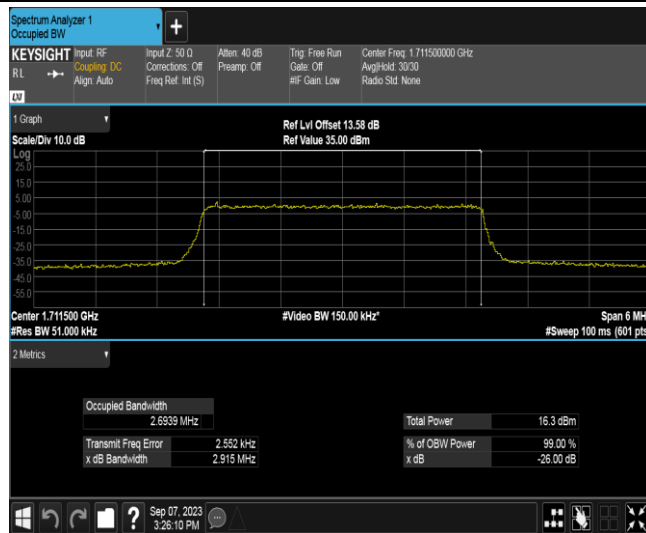 Spectrum Analyzer 1
Occupied BW
+
KEYSIGHT
RL
LXI
Input: RF
Coupling: DC
Align: Auto
Input Z: 50 Ω
Corrections: Off
Freq Ref: Int (S)
Atten: 40 dB
Preamp: Off
Trig: Free Run
Gate: Off
#IF Gain: Low
Center Freq: 1.711500000 GHz
Avg|Hold: 30/30
Radio Std: None
1 Graph
Scale/Div 10.0 dB
Ref Lvl Offset 13.58 dB
Ref Value 35.00 dBm
Log
25.0
15.0
5.00
-5.00
-15.0
-25.0
-35.0
-45.0
-55.0
Center 1.711500 GHz
#Video BW 150.00 kHz*
Span 6 MH
#Res BW 51.000 kHz
#Sweep 100 ms (601 pts
2 Metrics
Occupied Bandwidth
2.6939 MHz
Total Power 16.3 dBm
Transmit Freq Error 2.552 kHz
% of OBW Power 99.00 %
x dB Bandwidth 2.915 MHz
x dB -26.00 dB
?
Sep 07, 2023
3:26:10 PM